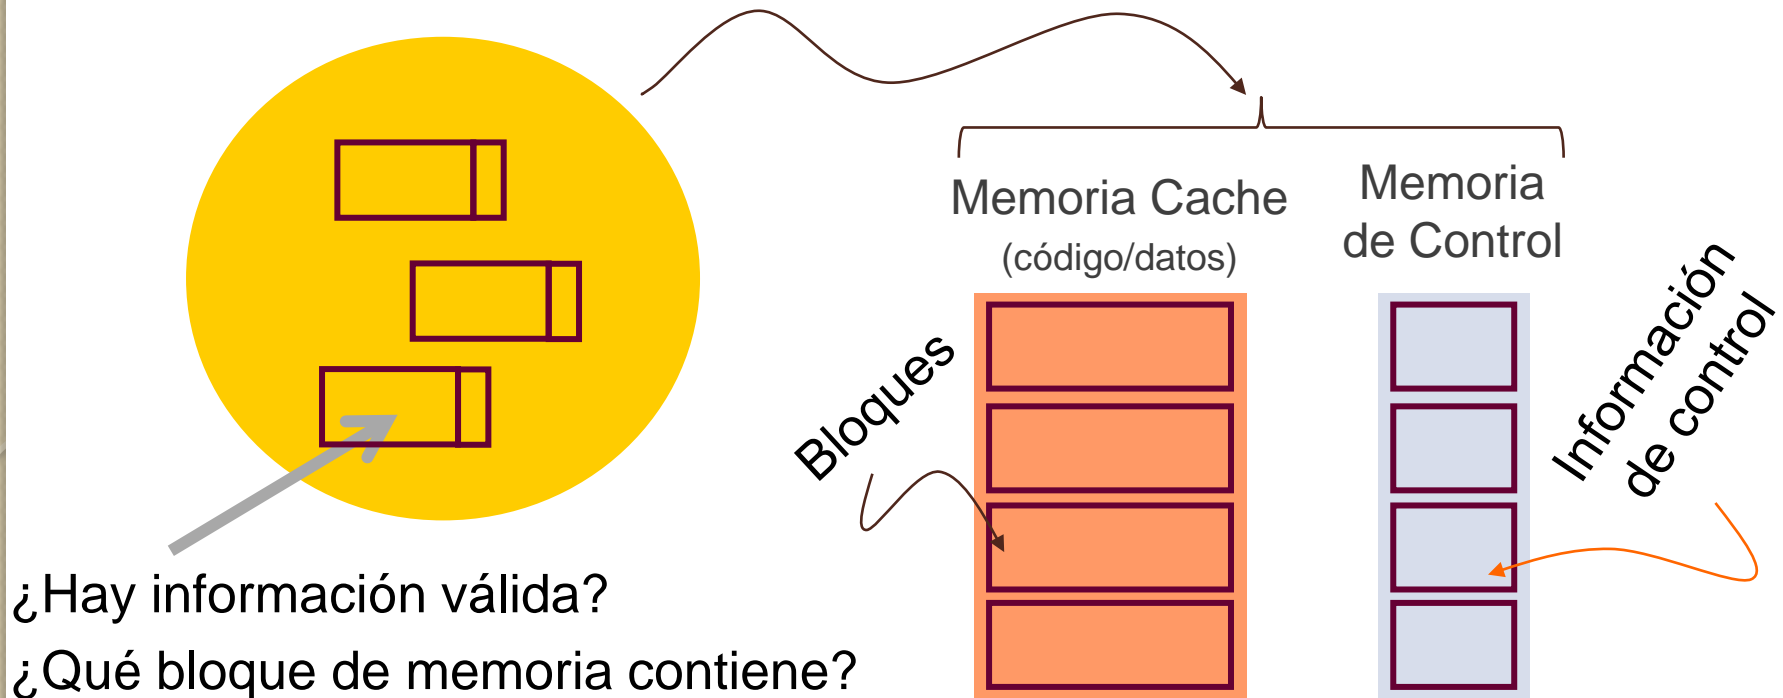 Memoria Cache
(código/datos)
Memoria
de Control
Bloques
Información
de control
¿Hay información válida?
¿Qué bloque de memoria contiene?